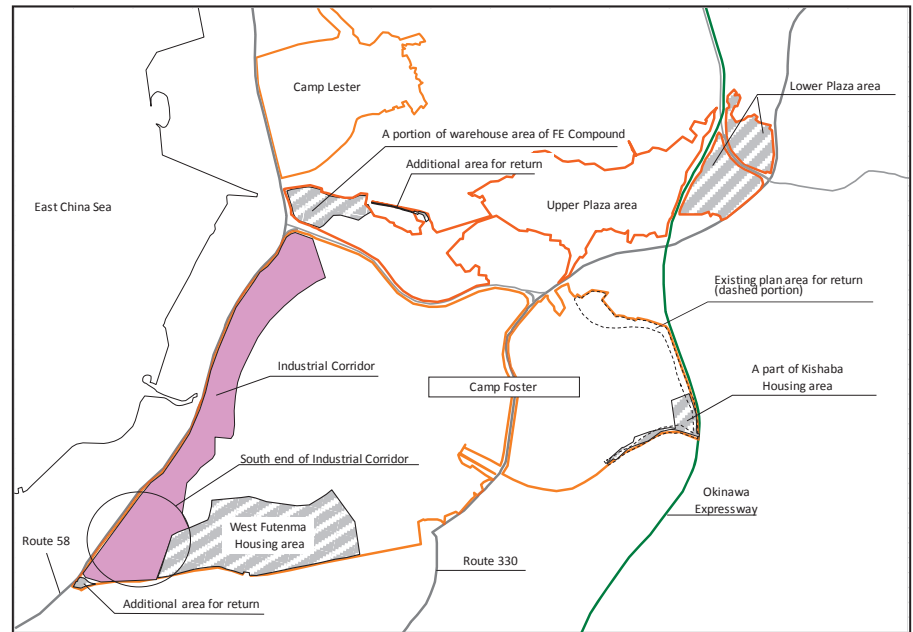 Camp Lester
Lower Plaza area
A portion of warehouse area of FE Compound
Additional area for return
East China Sea
Upper Plaza area
Existing plan area for return
(dashed portion)
Industrial Corridor
A part of Kishaba
Housing area
Camp Foster
South end of Industrial Corridor
Okinawa
Expressway
West Futenma
Housing area
Route 58
Route 330
Additional area for return